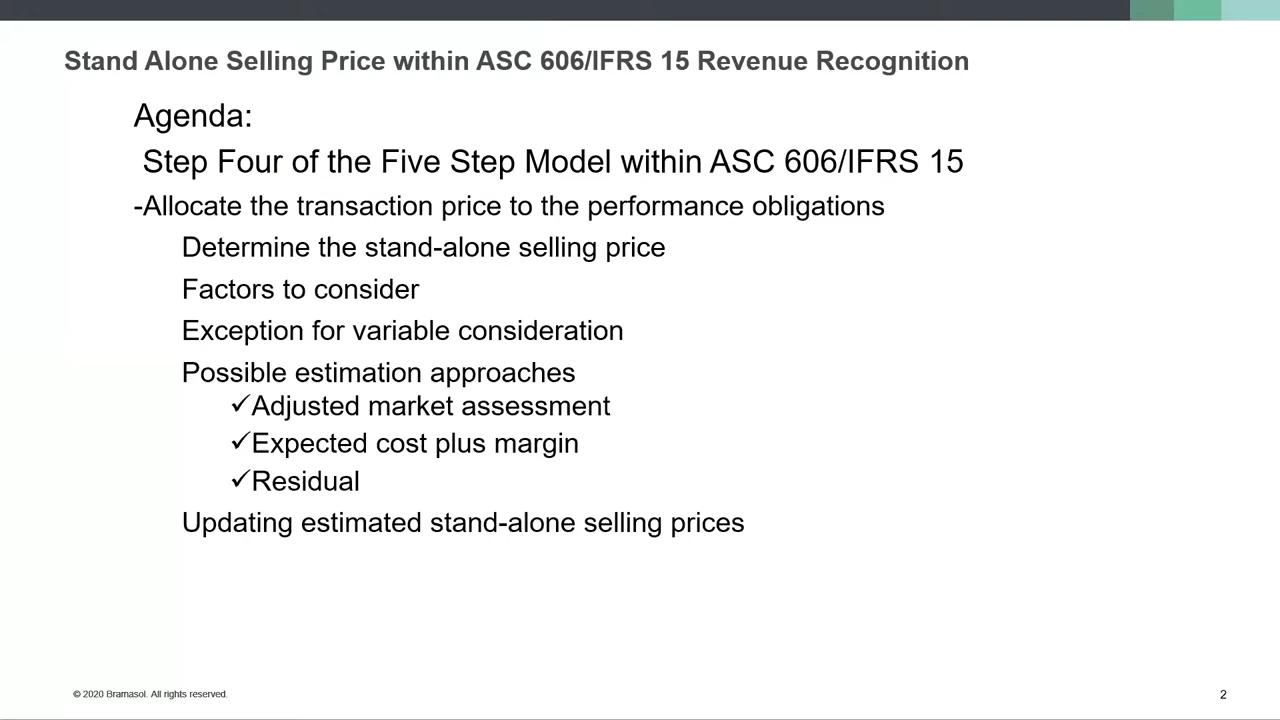 Stand Alone Selling Price within ASC 606/IFRS 15 Revenue Recognition
Agenda:
Step Four of the Five Step Model within ASC 606/IFRS 15
-Allocate the transaction price to the performance obligations
Determine the stand-alone selling price
Factors to consider
Exception for variable consideration
Possible estimation approaches
✓Adjusted market assessment
✓Expected cost plus margin
✓Residual
Updating estimated stand-alone selling prices
© 2020 Bramasol. All rights reserved.
2